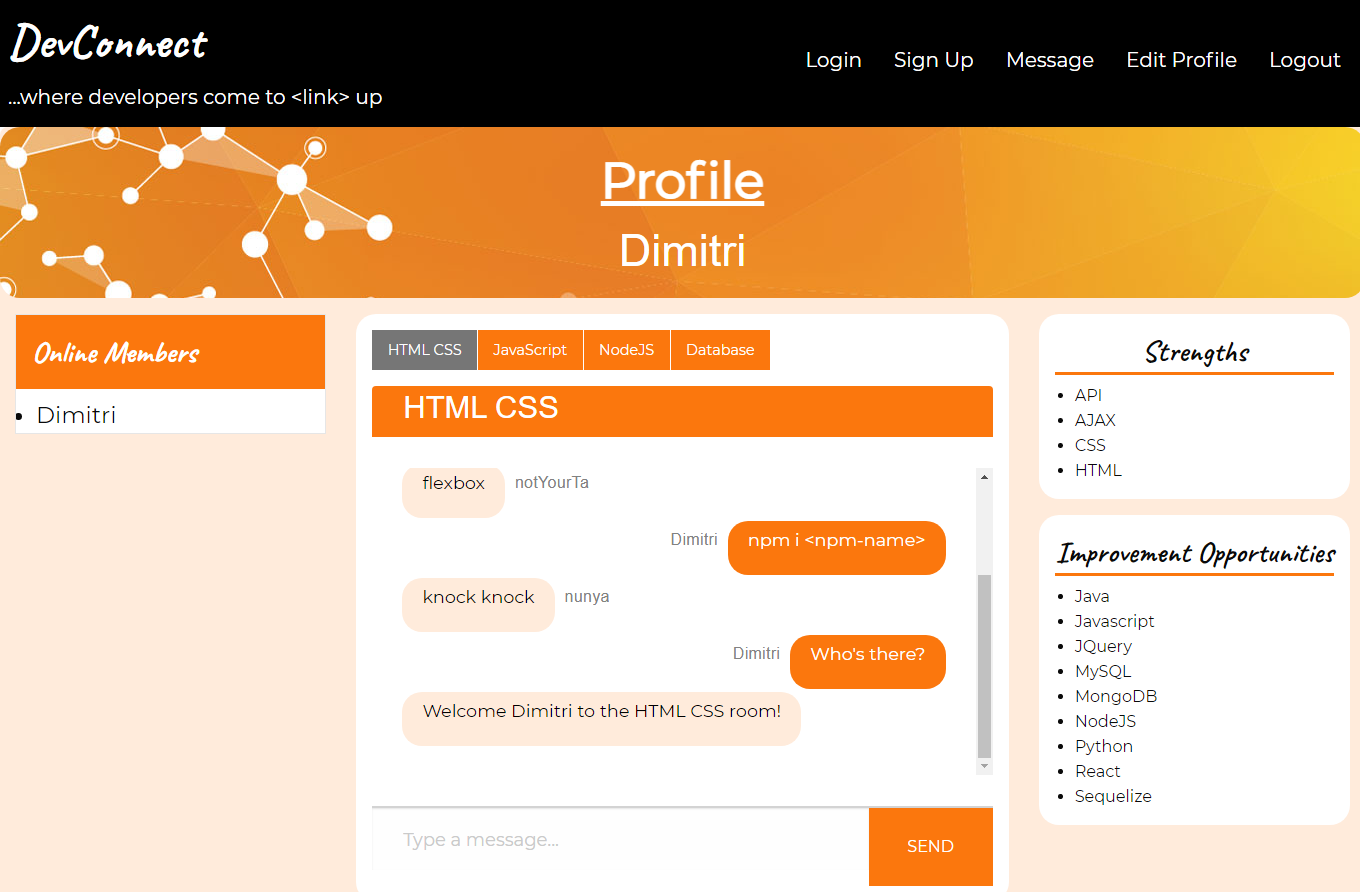 DevConnect
...where developers come to <link> up
Login Sign Up Message Edit Profile Logout
Profile
Dimitri
Online Members
Dimitri
HTML CSS JavaScript NodeJS Database
HTML CSS
flexbox notYourTa
Dimitri npm i <npm-name>
knock knock nunya
Dimitri Who's there?
Welcome Dimitri to the HTML CSS room!
Type a message... SEND
Strengths
API
AJAX
CSS
HTML
Improvement Opportunities
Java
Javascript
JQuery
MySQL
MongoDB
NodeJS
Python
React
Sequelize